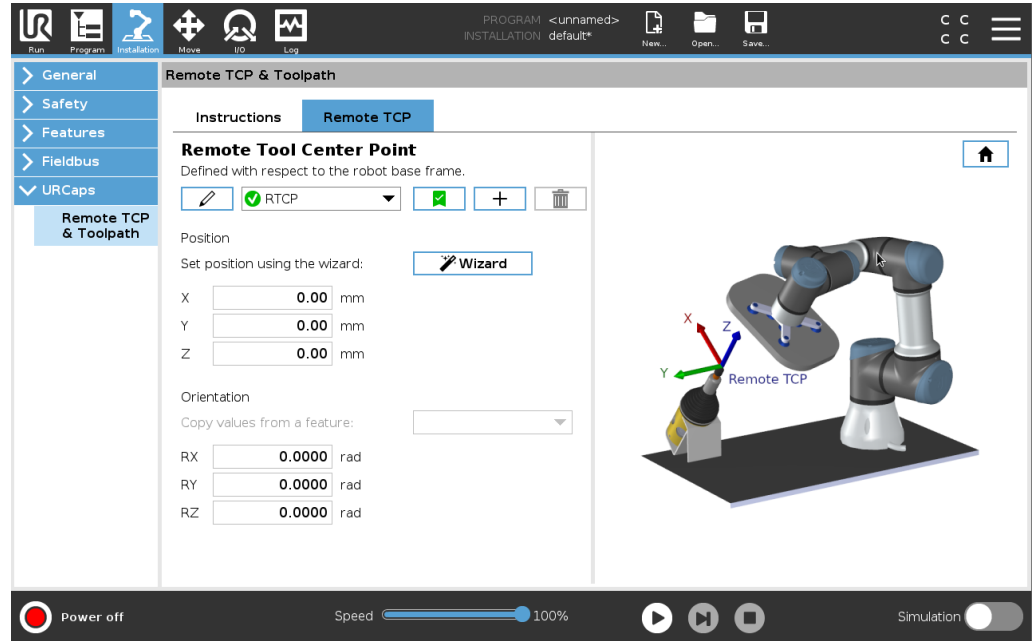 UR
PROGRAM <unnamed>
INSTALLATION default*
C C
C C
Run Program Installation Move I/O Log New... Open... Save...
General
Safety
Features
Fieldbus
URCaps
Remote TCP
& Toolpath
Remote TCP & Toolpath
Instructions Remote TCP
Remote Tool Center Point
Defined with respect to the robot base frame.
RTCP
Position
Set position using the wizard: Wizard
X 0.00 mm
Y 0.00 mm
Z 0.00 mm
Orientation
Copy values from a feature:
RX 0.0000 rad
RY 0.0000 rad
RZ 0.0000 rad
X
Z
Y
Remote TCP
Power off Speed 100% Simulation